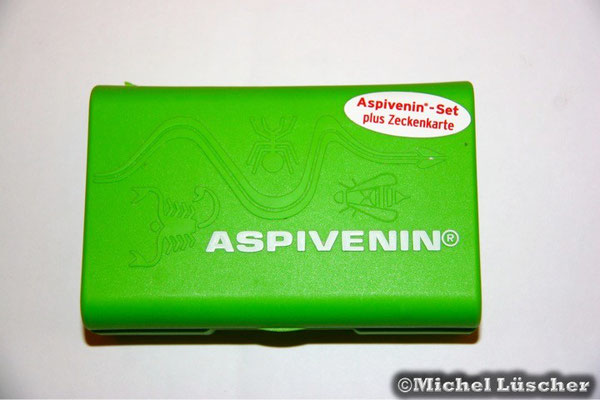 Aspivenin®-Set
plus Zeckenkarte
ASPIVENIN®
©Michel Lüscher